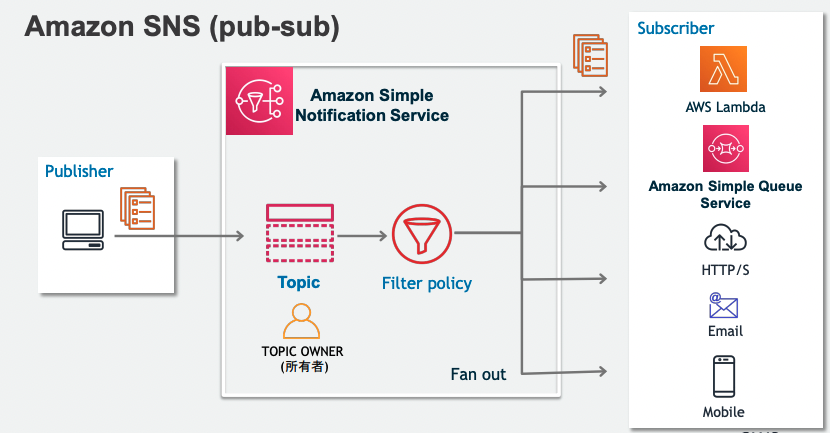 Amazon SNS (pub-sub)
Publisher
Amazon Simple
Notification Service
Topic
TOPIC OWNER
(所有者)
Filter policy
Fan out
Subscriber
AWS Lambda
Amazon Simple Queue
Service
HTTP/S
@
Email
Mobile